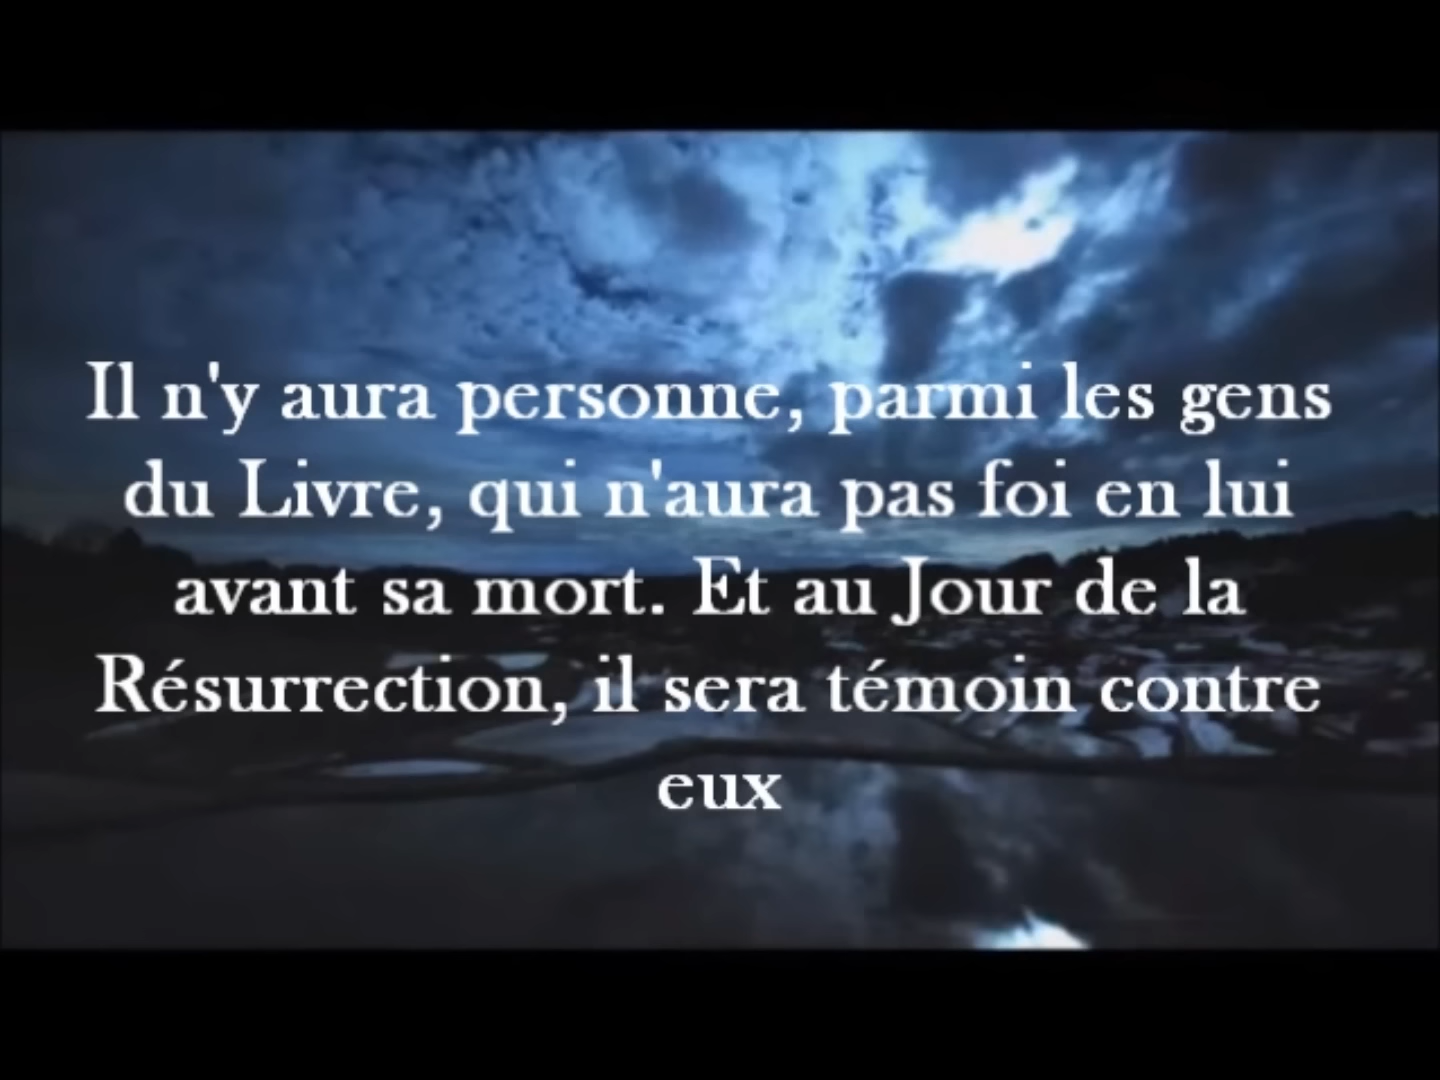 Il n'y aura personne, parmi les gens
du Livre, qui n'aura pas foi en lui
avant sa mort. Et au Jour de la
Résurrection, il sera témoin contre
eux